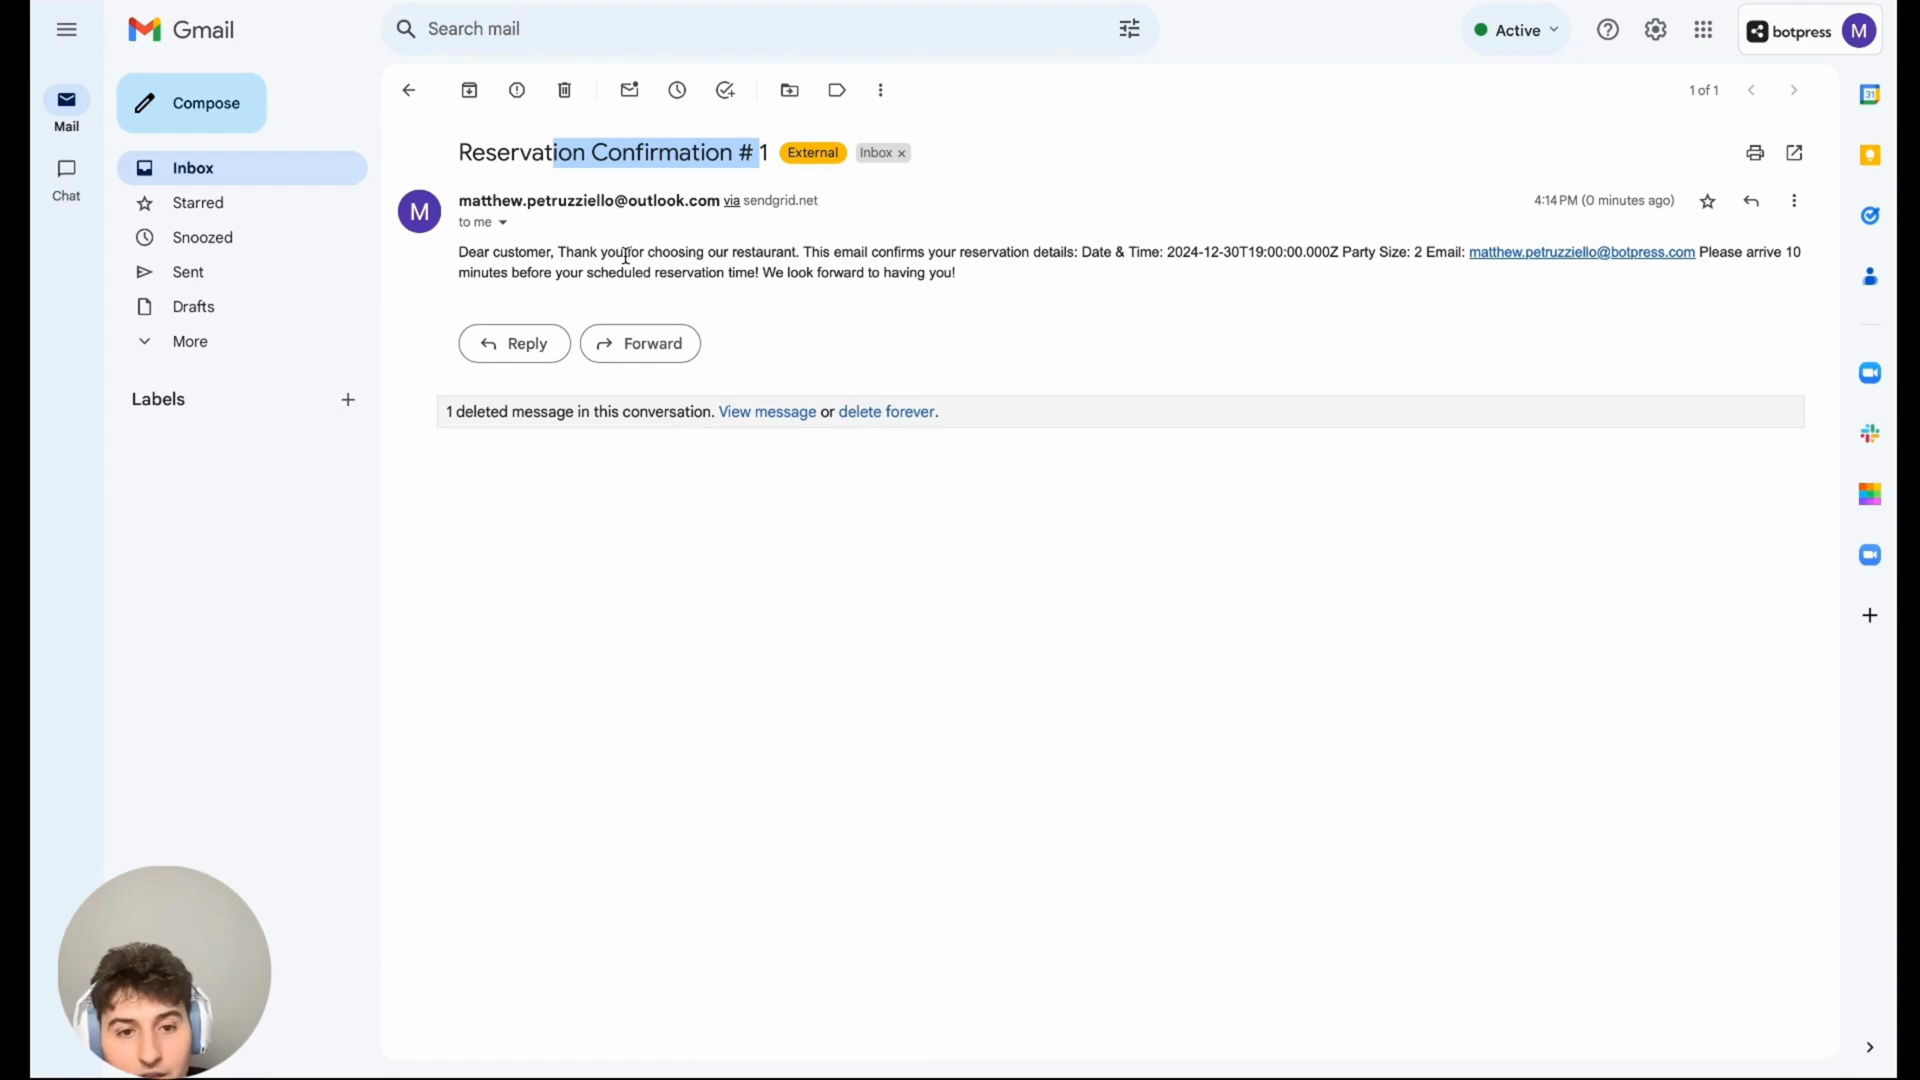 Gmail
Search mail
Active
botpress
M
Compose
Mail
Chat
Inbox
Starred
Snoozed
Sent
Drafts
More
Labels
1 of 1
31
Reservation Confirmation # 1
External
Inbox ×
M
matthew.petruzziello@outlook.com via sendgrid.net
4:14 PM (0 minutes ago)
to me
Dear customer, Thank you for choosing our restaurant. This email confirms your reservation details: Date & Time: 2024-12-30T19:00:00.000Z Party Size: 2 Email: matthew.petruzziello@botpress.com Please arrive 10
minutes before your scheduled reservation time! We look forward to having you!
Reply
Forward
1 deleted message in this conversation. View message or delete forever.